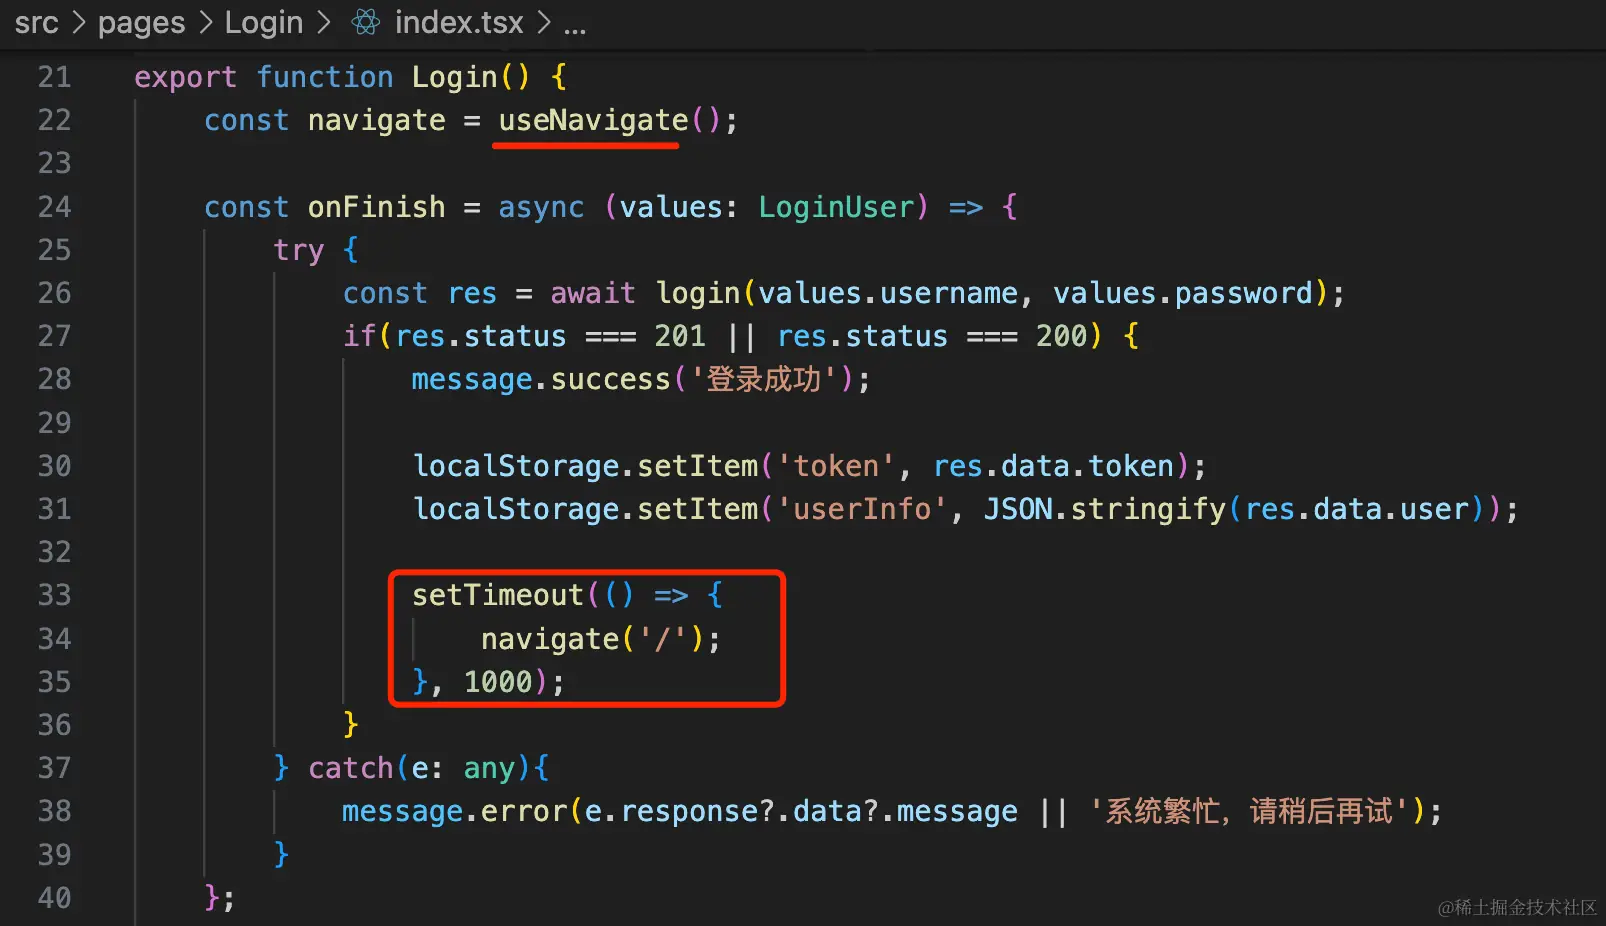 src > pages > Login > index.tsx > ...
21 export function Login() {
22     const navigate = useNavigate();
23
24     const onFinish = async (values: LoginUser) => {
25         try {
26             const res = await login(values.username, values.password);
27             if(res.status === 201 || res.status === 200) {
28                 message.success('登录成功');
29
30                 localStorage.setItem('token', res.data.token);
31                 localStorage.setItem('userInfo', JSON.stringify(res.data.user));
32
33                 setTimeout(() => {
34                     navigate('/');
35                 }, 1000);
36             }
37         } catch(e: any){
38             message.error(e.response?.data?.message || '系统繁忙，请稍后再试');
39         }
40     };
@稀土掘金技术社区